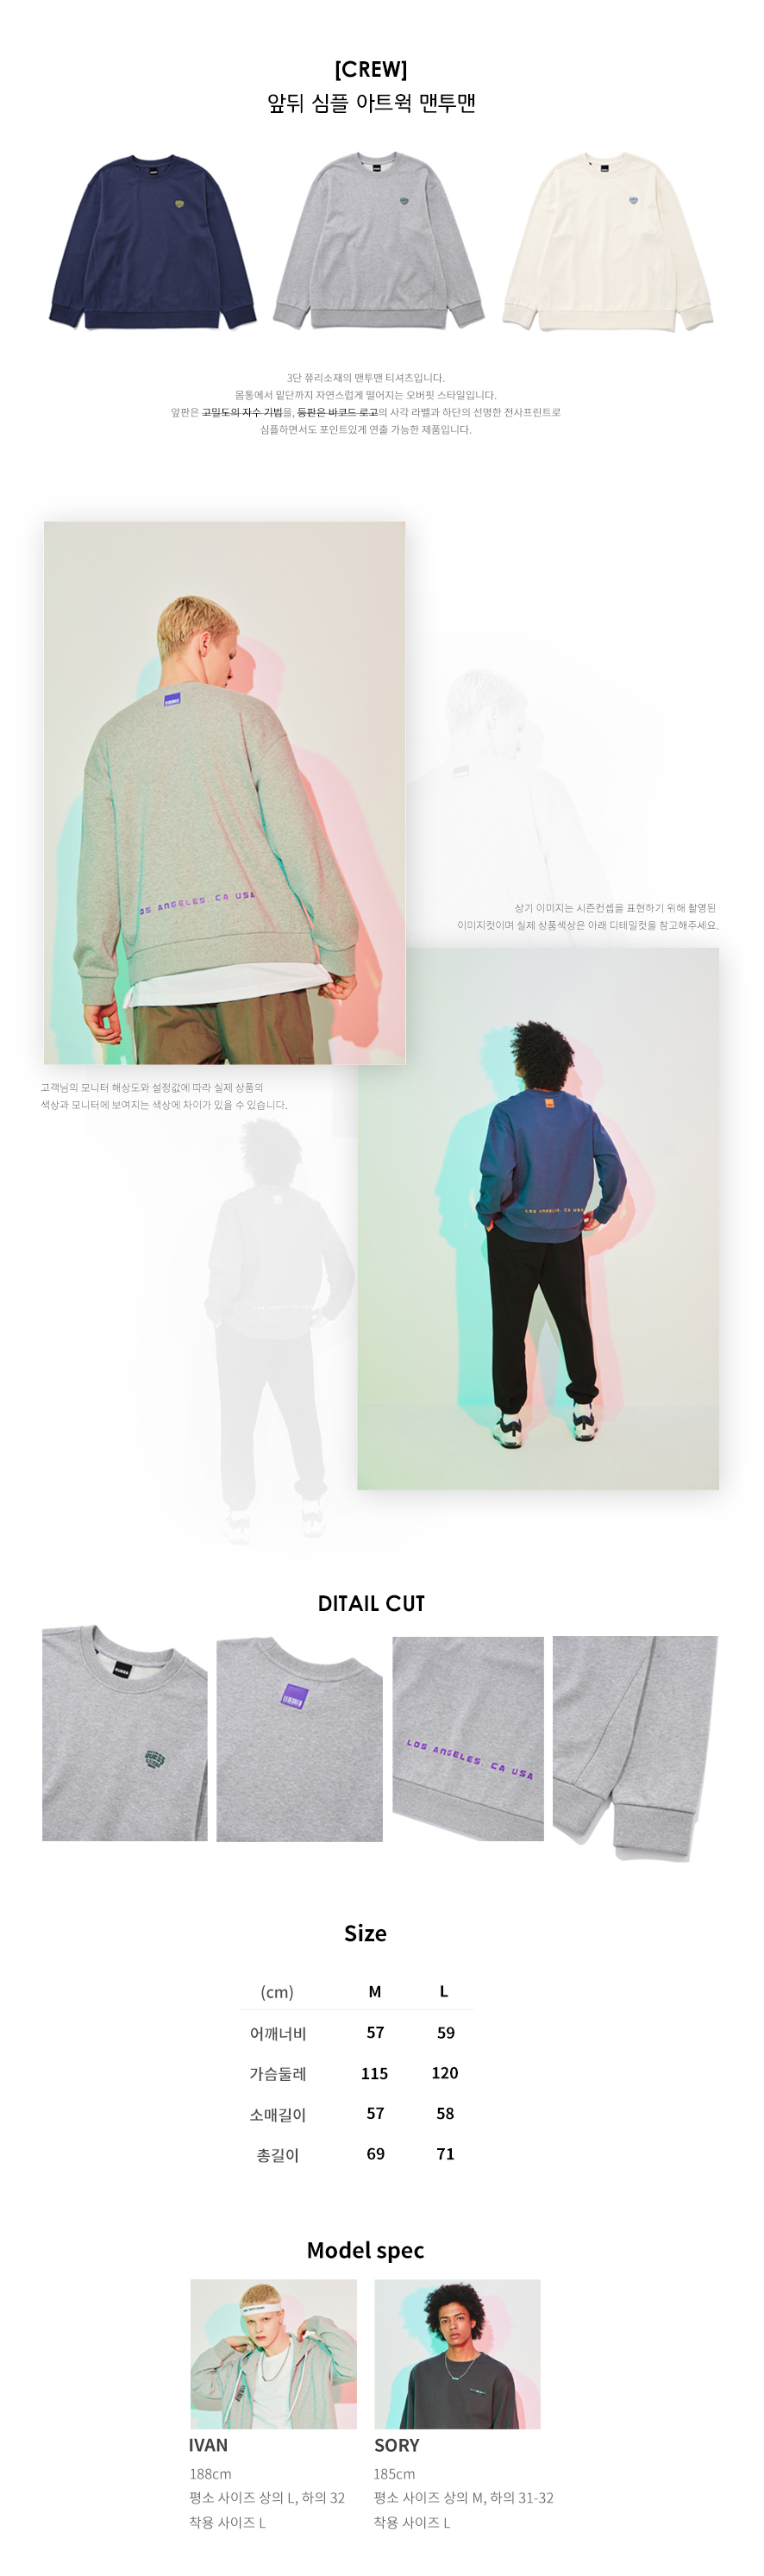 [CREW]
앞뒤 심플 아트웍 맨투맨
3단 쮸리소재의 맨투맨 티셔츠입니다.
몸통에서 밑단까지 자연스럽게 떨어지는 오버핏 스타일입니다.
앞판은 고밀도의 자수 기법을, 등판은 바코드 로고의 사각 라벨과 하단의 선명한 전사프린트로
심플하면서도 포인트있게 연출 가능한 제품입니다.
OS ANGELES. CA USA
상기 이미지는 시즌컨셉을 표현하기 위해 촬영된
이미지컷이며 실제 상품색상은 아래 디테일컷을 참고해주세요.
고객님의 모니터 해상도와 설정값에 따라 실제 상품의
색상과 모니터에 보여지는 색상에 차이가 있을 수 있습니다.
LOS ANGELES. CA USA
DITAIL CUT
GUESS
LOS ANGELES. CA USA
Size
(cm) M L
어깨너비 57 59
가슴둘레 115 120
소매길이 57 58
총길이 69 71
Model spec
IVAN
188cm
평소 사이즈 상의 L, 하의 32
착용 사이즈 L
SORY
185cm
평소 사이즈 상의 M, 하의 31-32
착용 사이즈 L